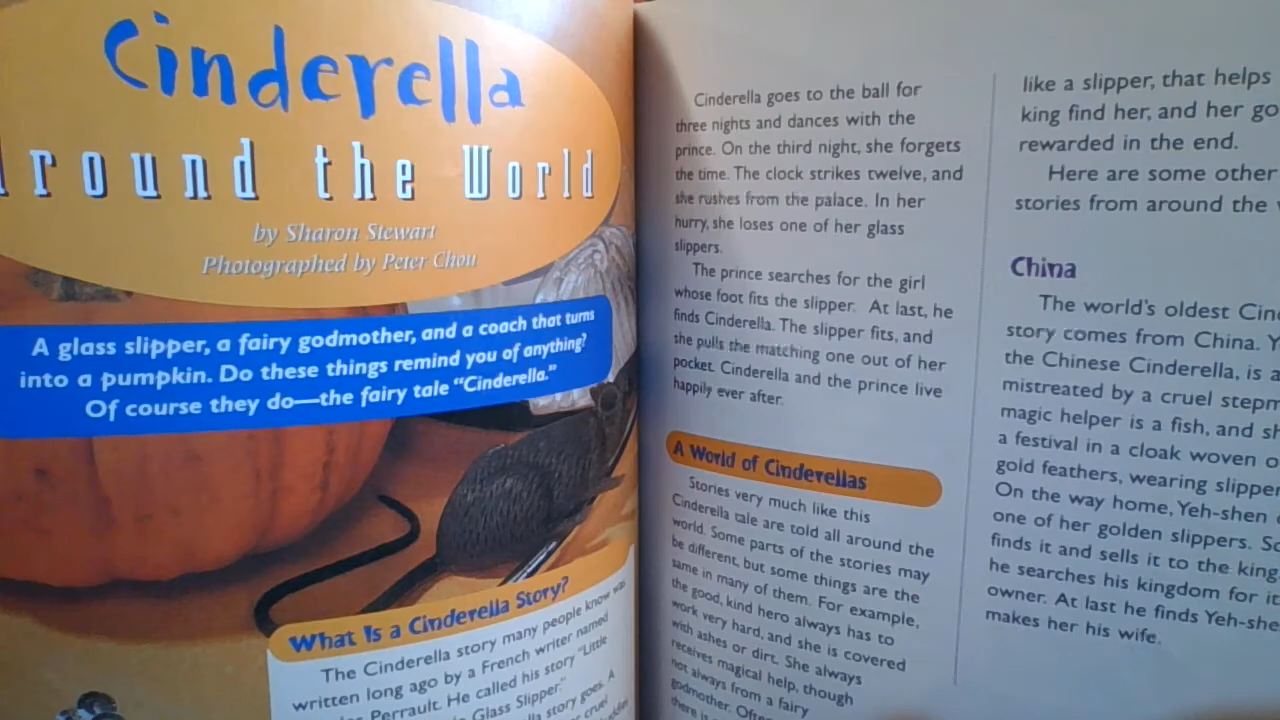 Cinderella
round the World
by Sharon Stewart
Photographed by Peter Chou
A glass slipper, a fairy godmother, and a coach that turns
into a pumpkin. Do these things remind you of anything?
Of course they do—the fairy tale "Cinderella."
What Is a Cinderella Story?
The Cinderella story many people know was
written long ago by a French writer named
Perrault. He called his story "Little
Glass Slipper."
story goes. A
cruel
Cinderella goes to the ball for
three nights and dances with the
prince. On the third night, she forgets
the time. The clock strikes twelve, and
she rushes from the palace. In her
hurry, she loses one of her glass
slippers.
The prince searches for the girl
whose foot fits the slipper. At last, he
finds Cinderella. The slipper fits, and
she pulls the matching one out of her
pocket. Cinderella and the prince live
happily ever after.
A World of Cinderellas
Stories very much like this
Cinderella tale are told all around the
world. Some parts of the stories may
be different, but some things are the
same in many of them. For example,
the good, kind hero always has to
work very hard, and she is covered
with ashes or dirt. She always
receives magical help, though
not always from a fairy
godmother. Often
there is
like a slipper, that helps
king find her, and her go
rewarded in the end.
Here are some other
stories from around the
China
The world's oldest Cin
story comes from China. Y
the Chinese Cinderella, is a
mistreated by a cruel stepm
magic helper is a fish, and sh
a festival in a cloak woven o
gold feathers, wearing slipper
On the way home, Yeh-shen
one of her golden slippers. So
finds it and sells it to the king
he searches his kingdom for it
owner. At last he finds Yeh-she
makes her his wife.